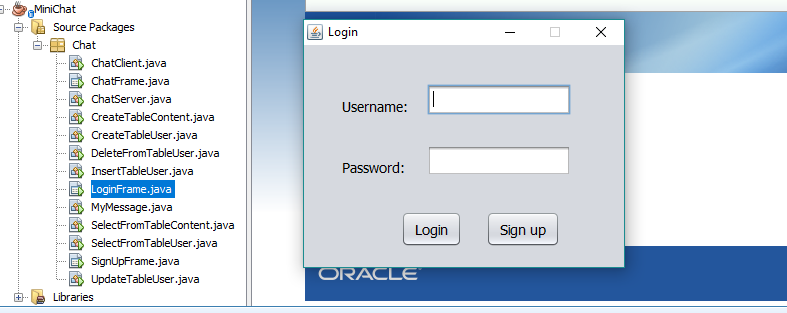 MiniChat
Source Packages
Chat
ChatClient.java
ChatFrame.java
ChatServer.java
CreateTableContent.java
CreateTableUser.java
DeleteFromTableUser.java
InsertTableUser.java
LoginFrame.java
MyMessage.java
SelectFromTableContent.java
SelectFromTableUser.java
SignUpFrame.java
UpdateTableUser.java
Libraries
Login
Username:
Password:
Login Sign up
ORACLE